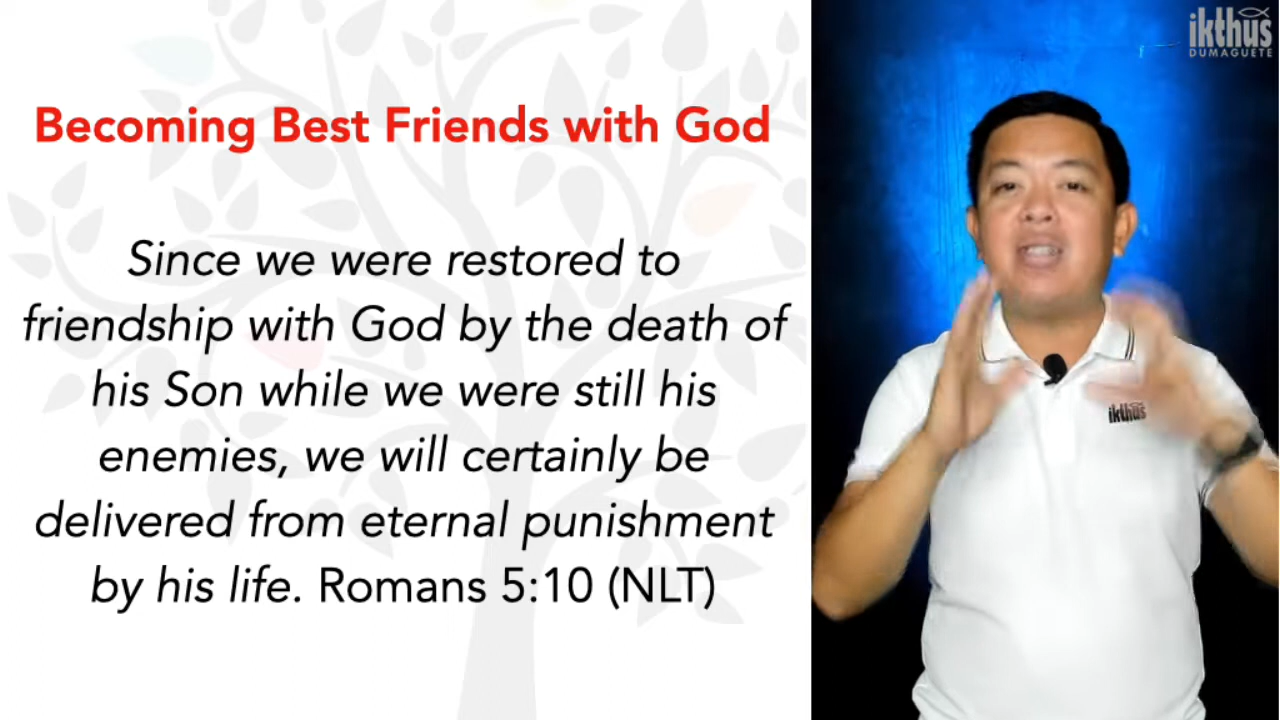 Becoming Best Friends with God
Since we were restored to
friendship with God by the death of
his Son while we were still his
enemies, we will certainly be
delivered from eternal punishment
by his life. Romans 5:10 (NLT)
ikthus
DUMAGUETE
ikthus